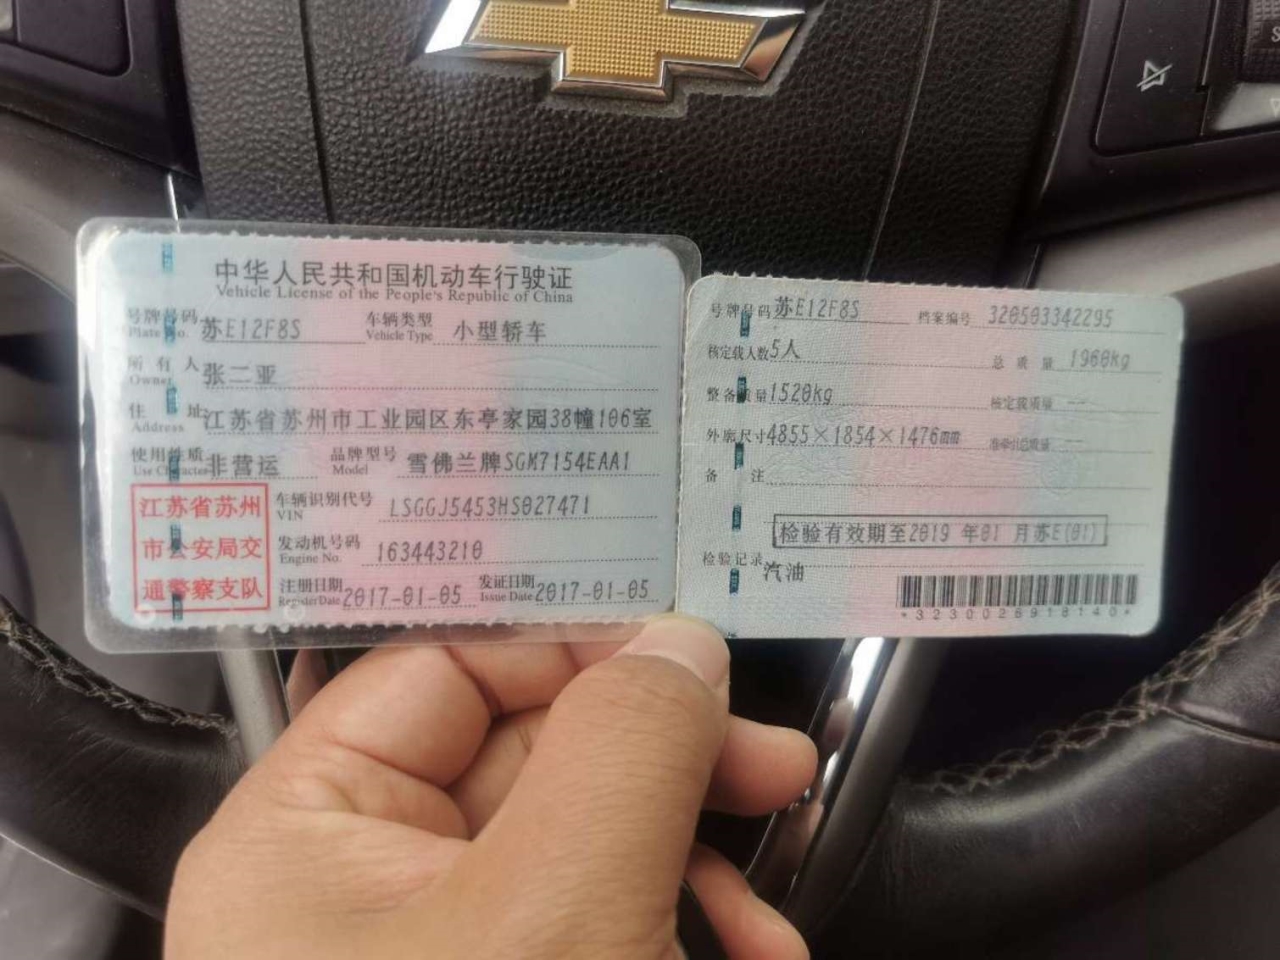 中华人民共和国机动车行驶证
Vehicle License of the People's Republic of China
号牌号码 苏E12F8S 车辆类型 小型轿车
Plate No. Vehicle Type
所有人 张二亚
Owner
住址 江苏省苏州市工业园区东亭家园38幢106室
Address
使用性质 非营运 品牌型号 雪佛兰牌SGM7154EAA1
Use Character Model
江苏省苏州
市公安局交
通警察支队
车辆识别代号 LSGGJ5453HS027471
VIN
发动机号码 163443210
Engine No.
注册日期 2017-01-05 发证日期 2017-01-05
Register Date Issue Date
号牌号码 苏E12F8S 档案编号 320503342295
核定载人数 5人 总质量 1960kg
整备质量 1520kg 核定载质量 --
外廓尺寸 4855×1854×1476mm 准牵引总质量 --
备注
检验有效期至2019 年01 月苏E(01)
检验记录
汽油
*3230026918140*